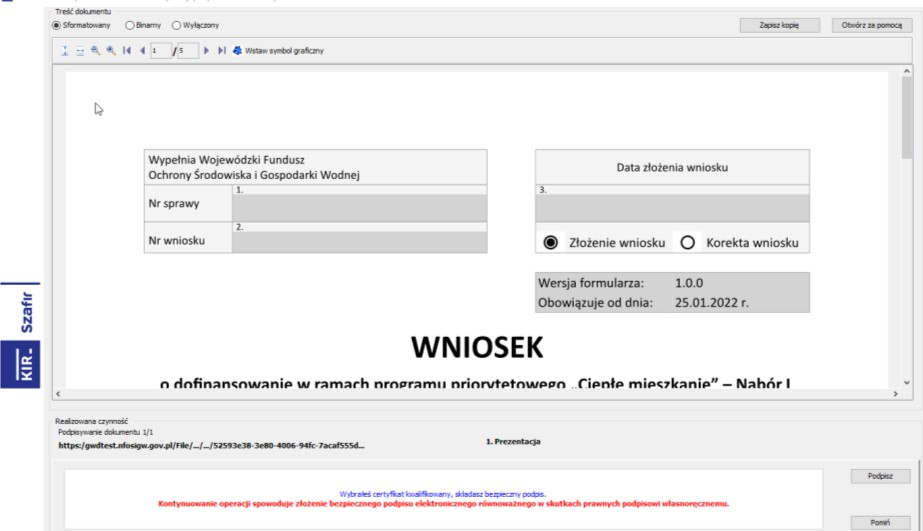 Treść dokumentu
Sformatowany Binarny Wyłączony
Zapisz kopię Otwórz za pomocą
1 / 5 Wstaw symbol graficzny
Wypełnia Wojewódzki Fundusz
Ochrony Środowiska i Gospodarki Wodnej
Nr sprawy 1.
Nr wniosku 2.
Data złożenia wniosku
3.
Złożenie wniosku Korekta wniosku
Wersja formularza: 1.0.0
Obowiązuje od dnia: 25.01.2022 r.
WNIOSEK
o dofinansowanie w ramach programu priorytetowego „Ciepłe mieszkanie” – Nabór I
KIR. Szafir
Realizowana czynność
Podpisywanie dokumentu 1/1
https:/gwdtest.nfosigw.gov.pl/File/.../.../52593e38-3e80-4006-94fc-7acaf555d...
1. Prezentacja
Wybrałeś certyfikat kwalifikowany, składasz bezpieczny podpis.
Kontynuowanie operacji spowoduje złożenie bezpiecznego podpisu elektronicznego równoważnego w skutkach prawnych podpisowi własnoręcznemu.
Podpisz
Pomiń